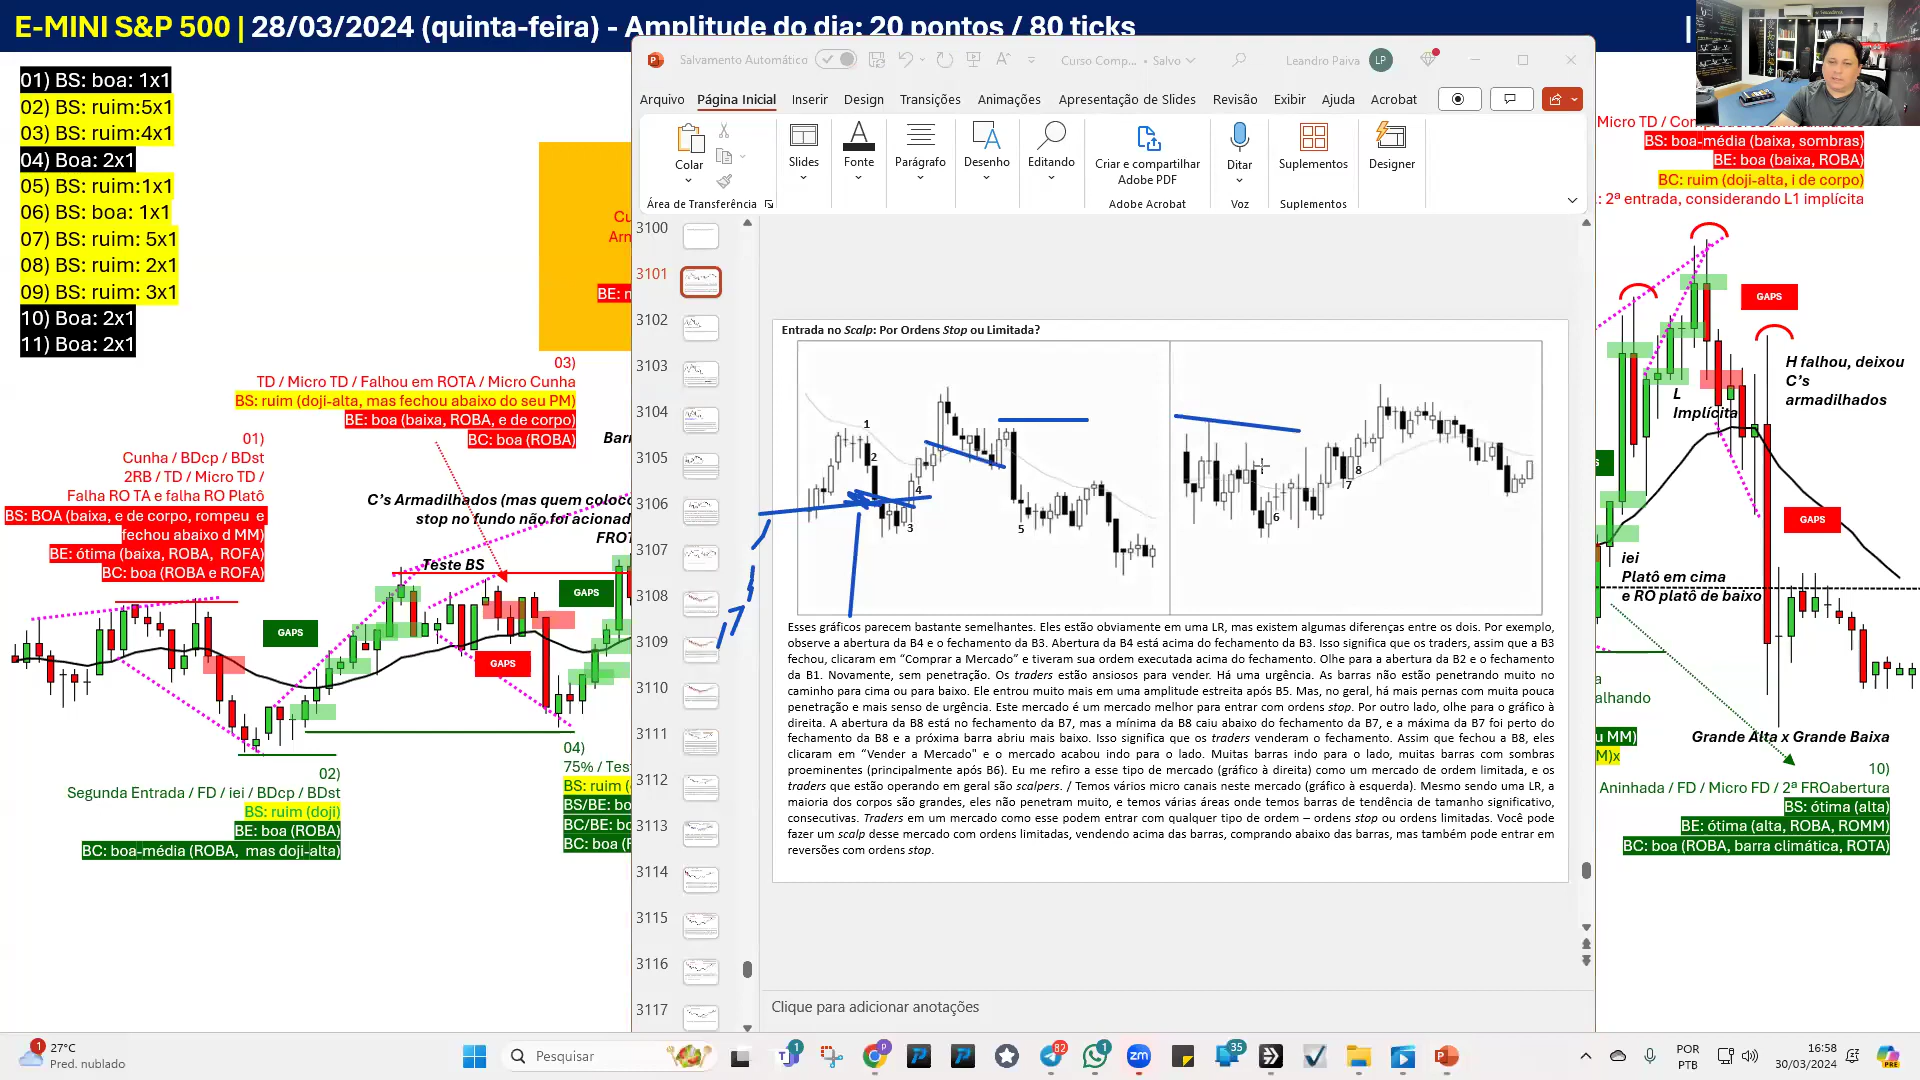 E-MINI S&P 500 | 28/03/2024 (quinta-feira) - Amplitude do dia: 20 pontos / 80 ticks
01) BS: boa: 1x1
02) BS: ruim:5x1
03) BS: ruim:4x1
04) Boa: 2x1
05) BS: ruim:1x1
06) BS: boa: 1x1
07) BS: ruim: 5x1
08) BS: ruim: 2x1
09) BS: ruim: 3x1
10) Boa: 2x1
11) Boa: 2x1
BE:
03)
TD / Micro TD / Falhou em ROTA / Micro Cunha
BS: ruim (doji-alta, mas fechou abaixo do seu PM)
BE: boa (baixa, ROBA, e de corpo)
BC: boa (ROBA)
01)
Cunha / BDcp / BDst
2RB / TD / Micro TD /
Falha RO TA e falha RO Platô
BS: BOA (baixa, e de corpo, rompeu e
fechou abaixo d MM)
BE: ótima (baixa, ROBA, ROFA)
BC: boa (ROBA e ROFA)
C's Armadilhados (mas quem coloco
stop no fundo não foi acionad
FROT
Teste BS
GAPS
GAPS
GAPS
02)
Segunda Entrada / FD / iei / BDcp / BDst
BS: ruim (doji)
BE: boa (ROBA)
BC: boa-média (ROBA, mas doji-alta)
04)
75% / Tes
BS: ruim
BS/BE: bo
BC/BE: bo
BC: boa (
Salvamento Automático
Curso Comp... • Salvo
Leandro Paiva
LP
Arquivo Página Inicial Inserir Design Transições Animações Apresentação de Slides Revisão Exibir Ajuda Acrobat
Colar
Slides
Fonte
Parágrafo
Desenho
Editando
Criar e compartilhar
Adobe PDF
Ditar
Suplementos
Designer
Área de Transferência
Adobe Acrobat
Voz
Suplementos
3100
3101
3102
3103
3104
3105
3106
3107
3108
3109
3110
3111
3112
3113
3114
3115
3116
3117
Entrada no Scalp: Por Ordens Stop ou Limitada?
1
2
3
4
5
6
7
8
Esses gráficos parecem bastante semelhantes. Eles estão obviamente em uma LR, mas existem algumas diferenças entre os dois. Por exemplo,
observe a abertura da B4 e o fechamento da B3. Abertura da B4 está acima do fechamento da B3. Isso significa que os traders, assim que a B3
fechou, clicaram em “Comprar a Mercado” e tiveram sua ordem executada acima do fechamento. Olhe para a abertura da B2 e o fechamento
da B1. Novamente, sem penetração. Os traders estão ansiosos para vender. Há uma urgência. As barras não estão penetrando muito no
caminho para cima ou para baixo. Ele entrou muito mais em uma amplitude estreita após B5. Mas, no geral, há mais pernas com muita pouca
penetração e mais senso de urgência. Este mercado é um mercado melhor para entrar com ordens stop. Por outro lado, olhe para o gráfico à
direita. A abertura da B8 está no fechamento da B7, mas a mínima da B8 caiu abaixo do fechamento da B7, e a máxima da B7 foi perto do
fechamento da B8 e a próxima barra abriu mais baixo. Isso significa que os traders venderam o fechamento. Assim que fechou a B8, eles
clicaram em “Vender a Mercado" e o mercado acabou indo para o lado. Muitas barras indo para o lado, muitas barras com sombras
proeminentes (principalmente após B6). Eu me refiro a esse tipo de mercado (gráfico à direita) como um mercado de ordem limitada, e os
traders que estão operando em geral são scalpers. / Temos vários micro canais neste mercado (gráfico à esquerda). Mesmo sendo uma LR, a
maioria dos corpos são grandes, eles não penetram muito, e temos várias áreas onde temos barras de tendência de tamanho significativo,
consecutivas. Traders em um mercado como esse podem entrar com qualquer tipo de ordem – ordens stop ou ordens limitadas. Você pode
fazer um scalp desse mercado com ordens limitadas, vendendo acima das barras, comprando abaixo das barras, mas também pode entrar em
reversões com ordens stop.
Clique para adicionar anotações
BS: boa-média (baixa, sombras)
BE: boa (baixa, ROBA)
BC: ruim (doji-alta, i de corpo)
2ª entrada, considerando L1 implícita
GAPS
H falhou, deixou
C's
armadilhados
L
Implícita
GAPS
iei
Platô em cima
e RO platô de baixo
alhando
Grande Alta x Grande Baixa
10)
Aninhada / FD / Micro FD / 2ª FROabertura
BS: ótima (alta)
BE: ótima (alta, ROBA, ROMM)
BC: boa (ROBA, barra climática, ROTA)
27°C
Pred. nublado
Pesquisar
POR
PTB
16:58
30/03/2024